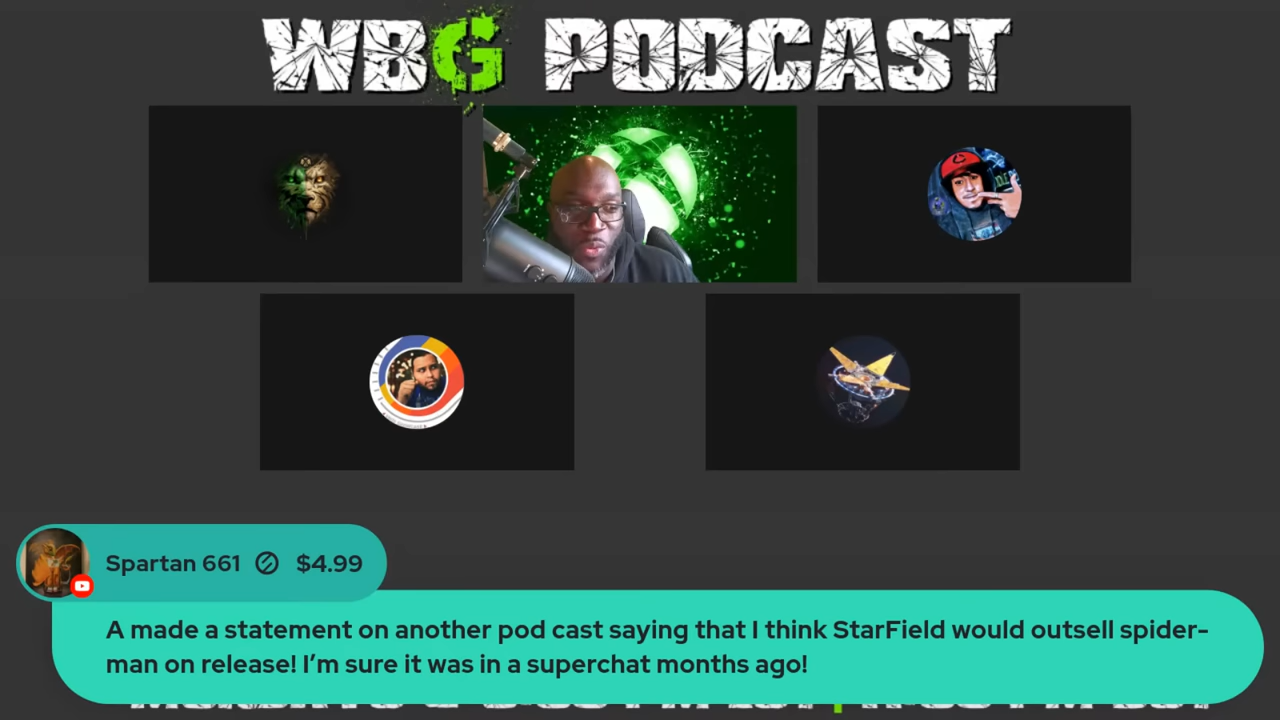 WBG PODCAST
Spartan 661 $4.99
A made a statement on another pod cast saying that I think StarField would outsell spider-
man on release! I'm sure it was in a superchat months ago!